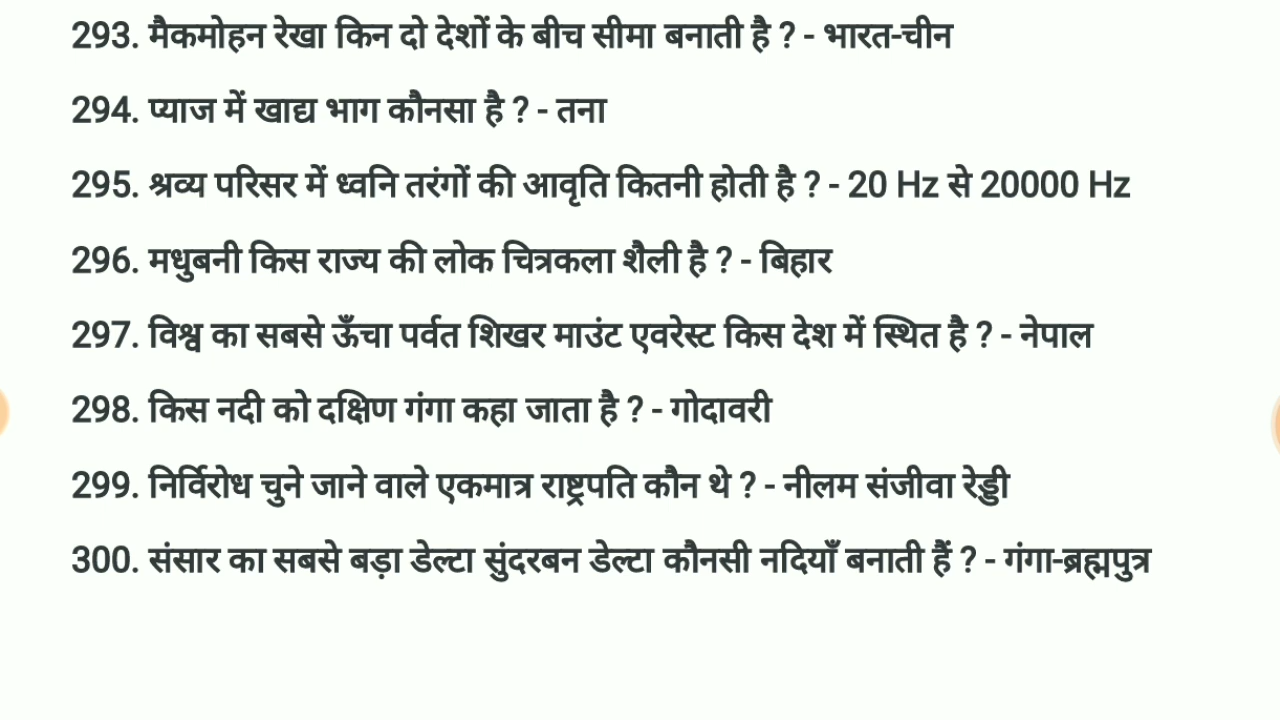 293. मैकमोहन रेखा किन दो देशों के बीच सीमा बनाती है ? - भारत-चीन
294. प्याज में खाद्य भाग कौनसा है ? - तना
295. श्रव्य परिसर में ध्वनि तरंगों की आवृति कितनी होती है ? - 20 Hz से 20000 Hz
296. मधुबनी किस राज्य की लोक चित्रकला शैली है ? - बिहार
297. विश्व का सबसे ऊँचा पर्वत शिखर माउंट एवरेस्ट किस देश में स्थित है ? - नेपाल
298. किस नदी को दक्षिण गंगा कहा जाता है ? - गोदावरी
299. निर्विरोध चुने जाने वाले एकमात्र राष्ट्रपति कौन थे ? - नीलम संजीवा रेड्डी
300. संसार का सबसे बड़ा डेल्टा सुंदरबन डेल्टा कौनसी नदियाँ बनाती हैं ? - गंगा-ब्रह्मपुत्र